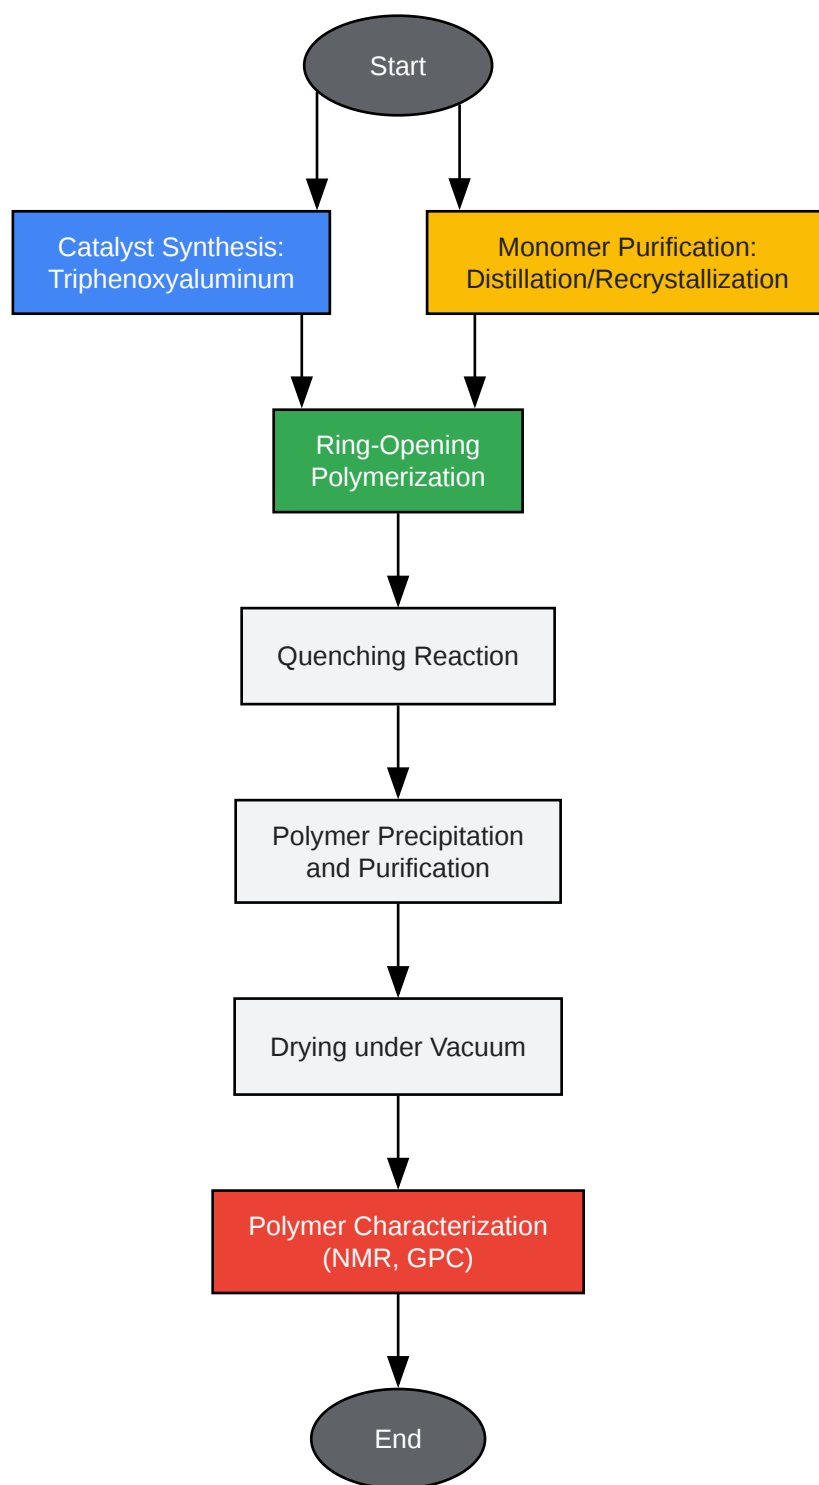 Start
Catalyst Synthesis:
Triphenoxyaluminum
Monomer Purification:
Distillation/Recrystallization
Ring-Opening
Polymerization
Quenching Reaction
Polymer Precipitation
and Purification
Drying under Vacuum
Polymer Characterization
(NMR, GPC)
End